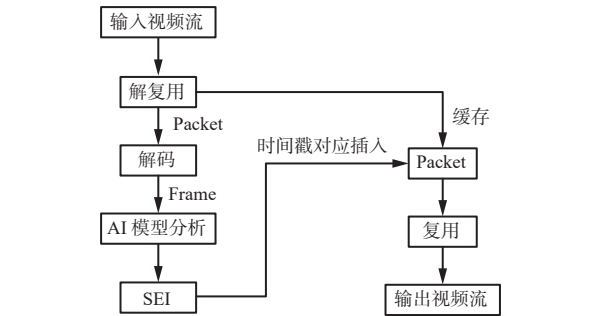 输入视频流
解复用
Packet
缓存
解码
时间戳对应插入
Packet
Frame
AI 模型分析
复用
SEI
输出视频流